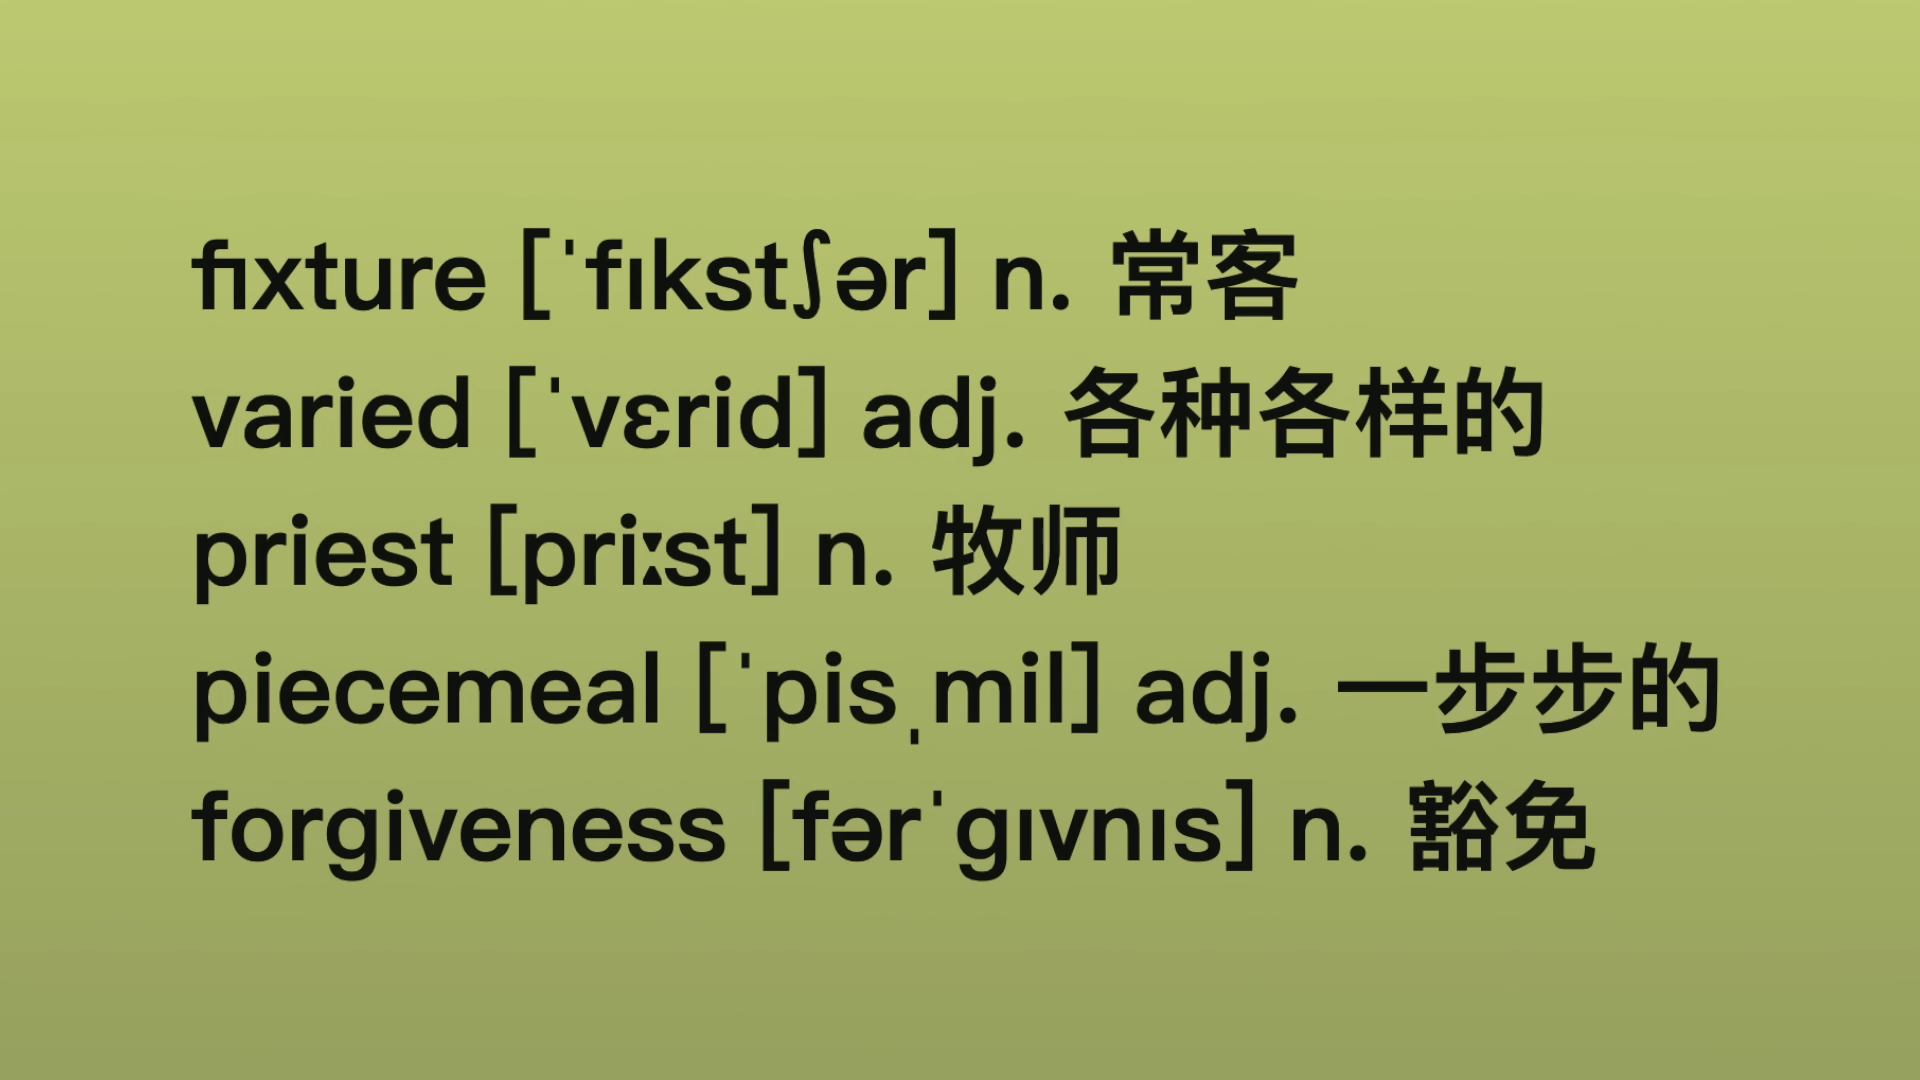 fixture [ˈfɪkstʃər] n. 常客
varied [ˈvɛrid] adj. 各种各样的
priest [priːst] n. 牧师
piecemeal [ˈpisˌmil] adj. 一步步的
forgiveness [fərˈgɪvnɪs] n. 豁免